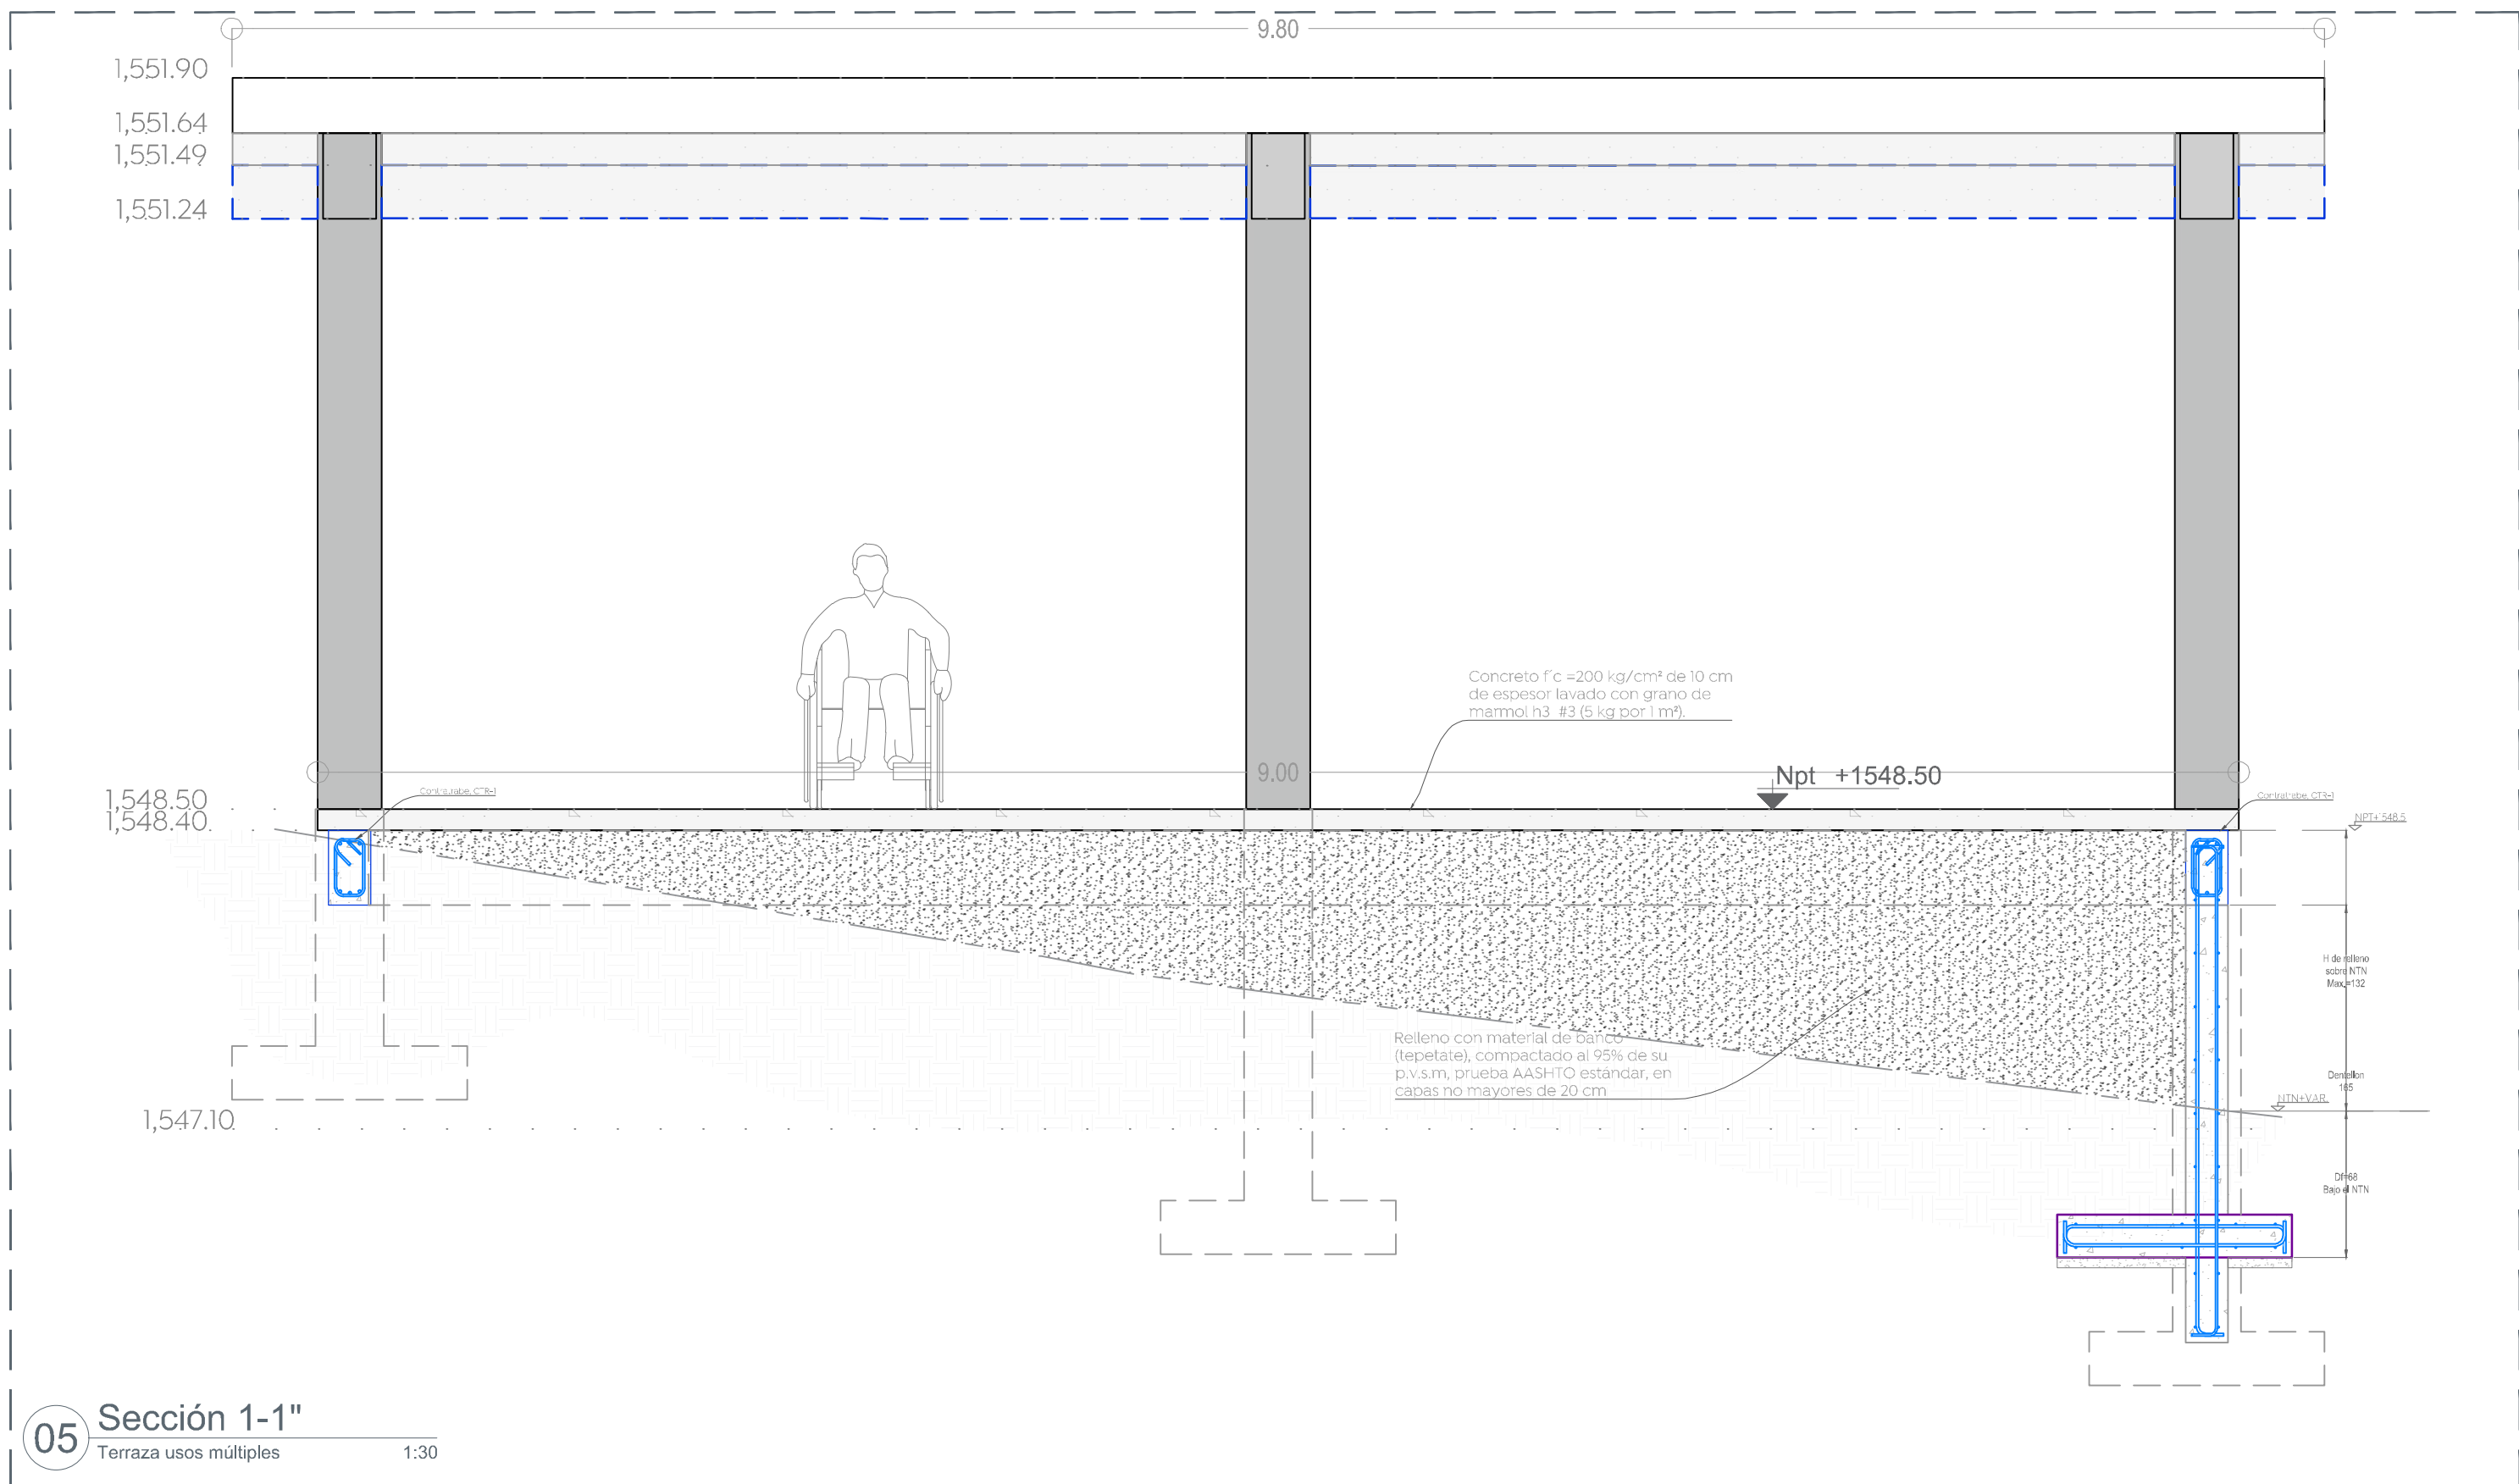 9.80
1,551.90
1,551.64
1,551.49
1,551.24
Concreto f´c =200 kg/cm² de 10 cm
de espesor lavado con grano de
marmol h3 #3 (5 kg por 1 m²).
9.00
Npt +1548.50
1,548.50
1,548.40
Contratrabe, CTR-1
Contratrabe, CTR-1
NPT+1548.5
H de relleno
sobre NTN
Max.=132
Relleno con material de banco
(tepetate), compactado al 95% de su
p.v.s.m, prueba AASHTO estándar, en
capas no mayores de 20 cm
Dentellon
165
NTN+VAR.
1,547.10
Df=68
Bajo el NTN
05
Sección 1-1"
Terraza usos múltiples 1:30